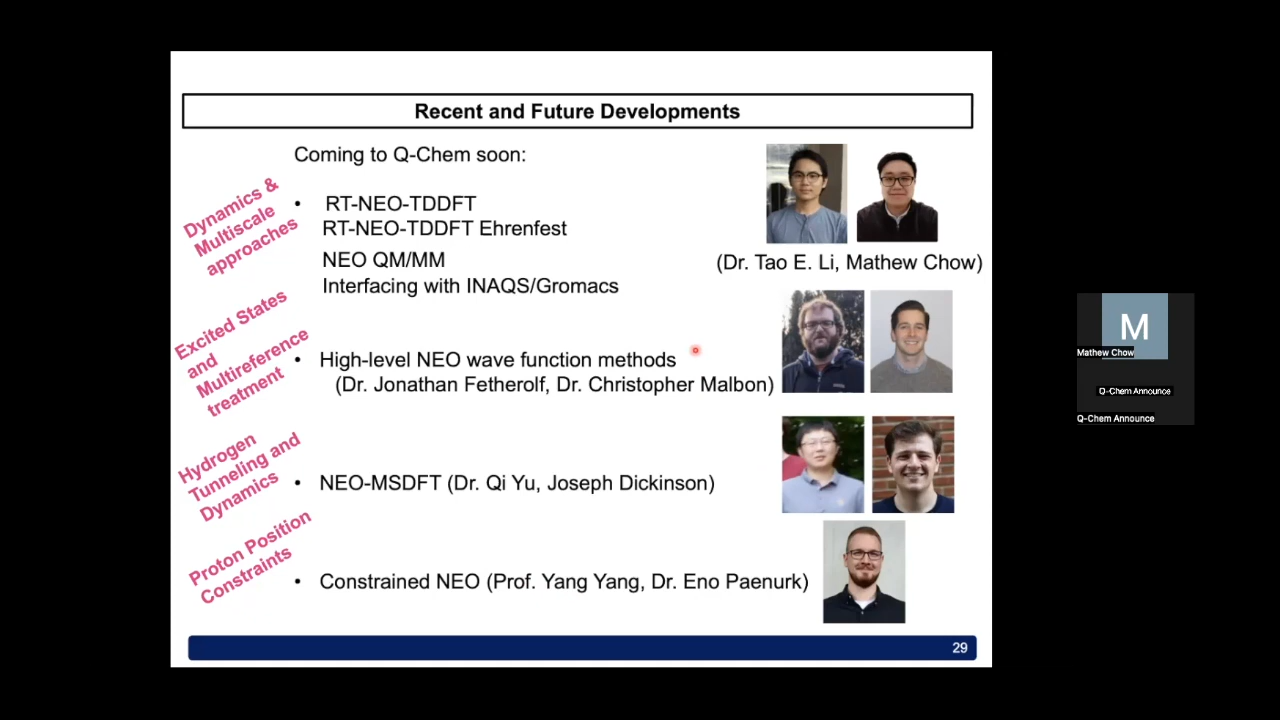 Recent and Future Developments
Coming to Q-Chem soon:
Dynamics &
Multiscale
approaches
• RT-NEO-TDDFT
RT-NEO-TDDFT Ehrenfest
NEO QM/MM
Interfacing with INAQS/Gromacs
(Dr. Tao E. Li, Mathew Chow)
Excited States
and
Multireference
treatment
• High-level NEO wave function methods
(Dr. Jonathan Fetherolf, Dr. Christopher Malbon)
Hydrogen
Tunneling and
Dynamics
• NEO-MSDFT (Dr. Qi Yu, Joseph Dickinson)
Proton Position
Constraints
• Constrained NEO (Prof. Yang Yang, Dr. Eno Paenurk)
29
M
Mathew Chow
Q-Chem Announce
Q-Chem Announce